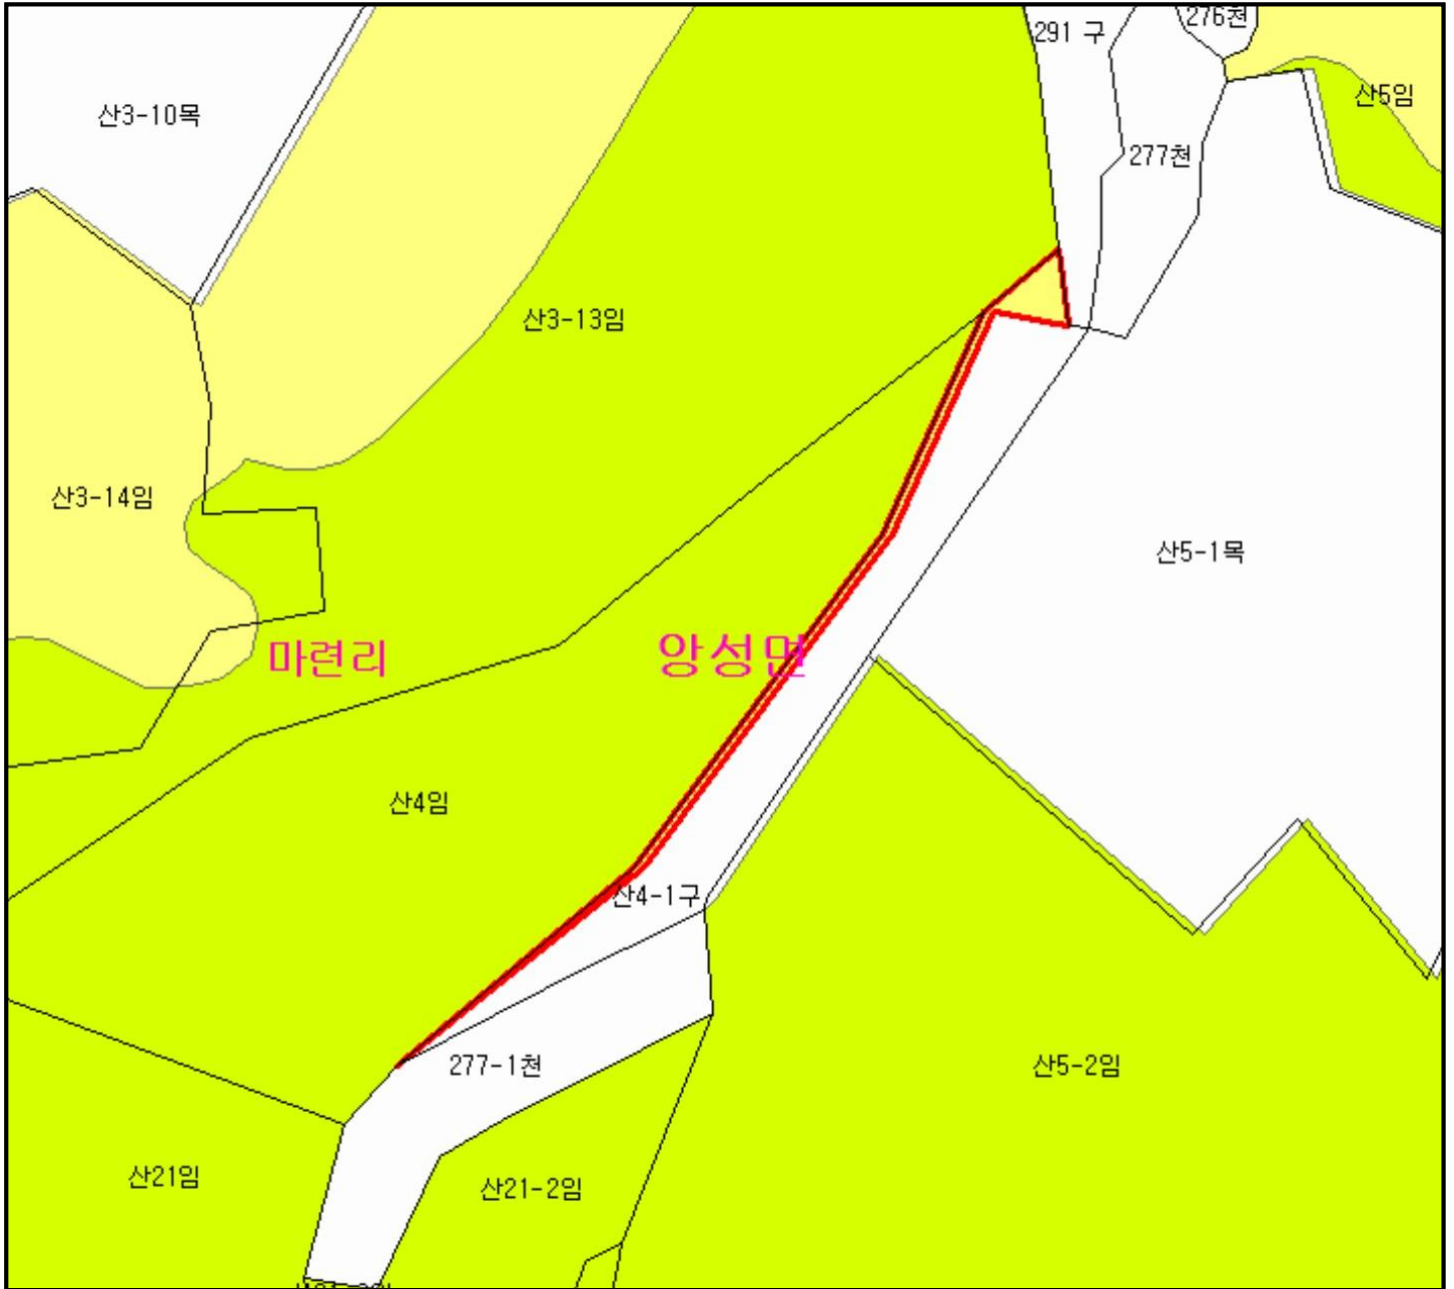 276천
291 구
산5임
산3-10목
277천
산3-13임
산3-14임
산5-1목
마련리
앙성면
산4임
산4-1구
277-1천
산5-2임
산21임
산21-2임